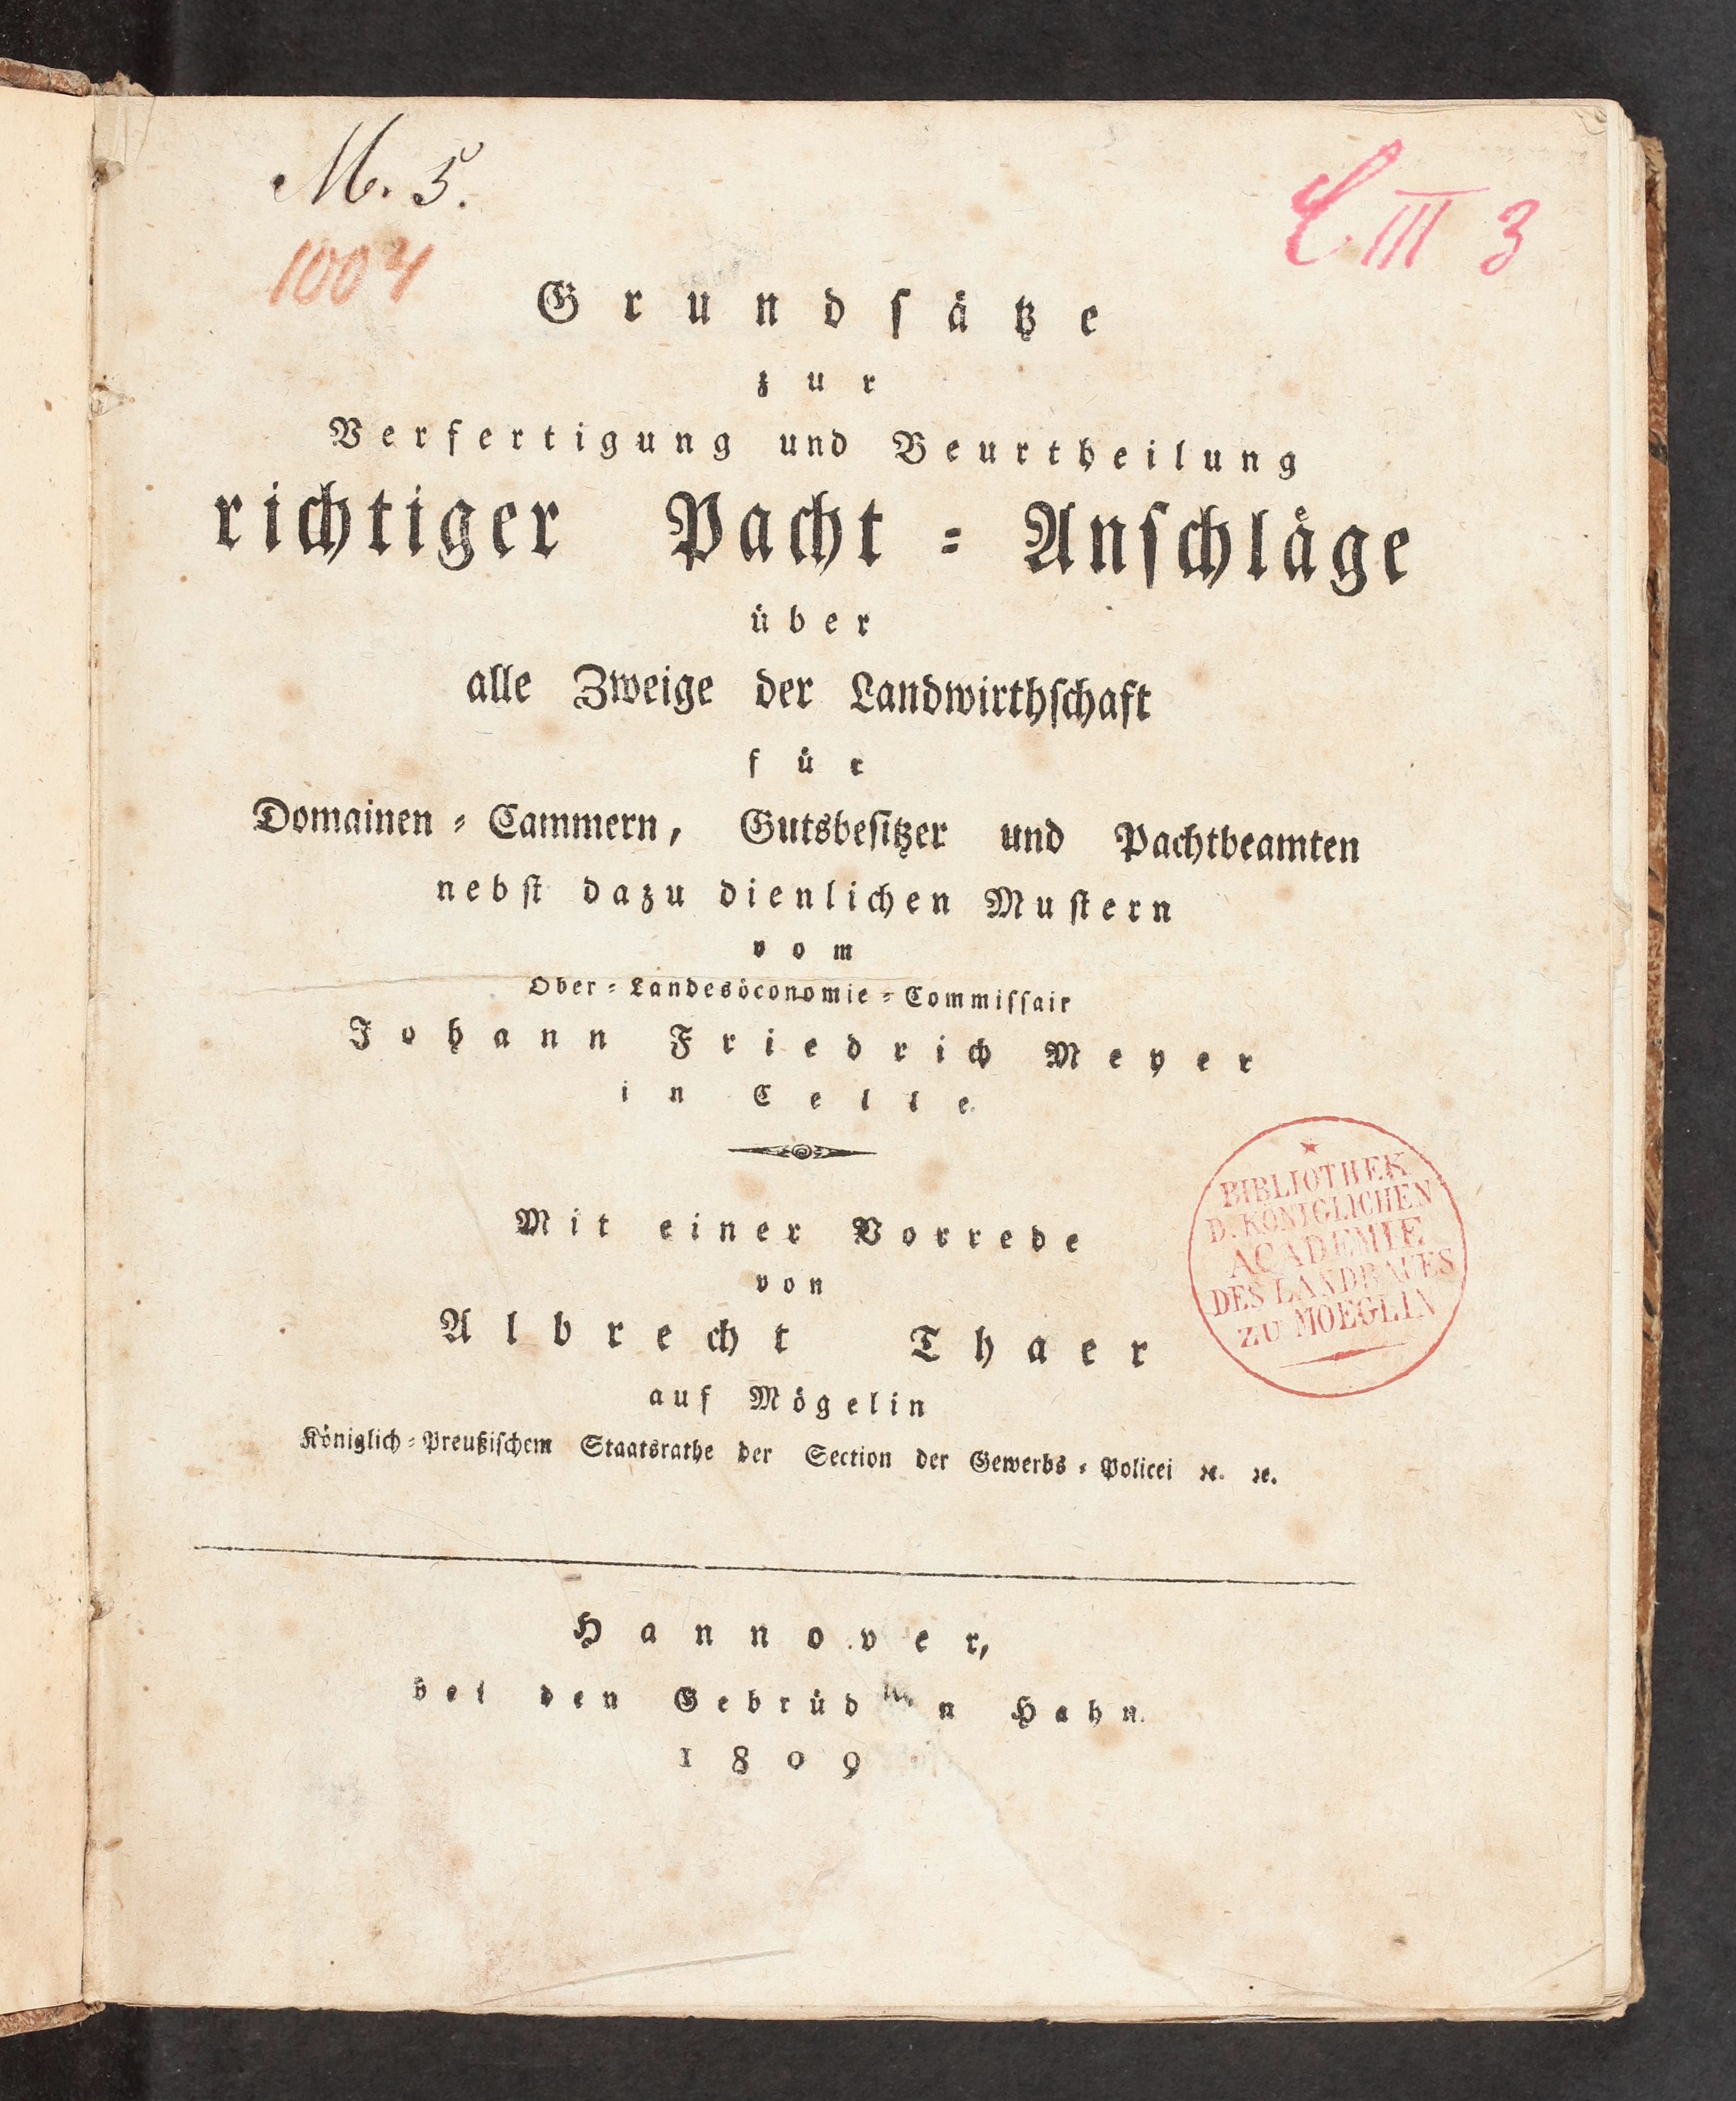 M. 5.
1004
C III 3
Grundſätze
zur
Verfertigung und Beurtheilung
richtiger Pacht-Anſchläge
über
alle Zweige der Landwirthſchaft
für
Domainen-Cammern, Gutsbeſitzer und Pachtbeamten
nebſt dazu dienlichen Muſtern
vom
Ober-Landesöconomie-Commiſſair
Johann Friedrich Meyer
in Celle
Mit einer Vorrede
von
Albrecht Thaer
auf Mögelin
Königlich-Preußiſchem Staatsrathe der Section der Gewerbs-Policei ꝛc. ꝛc.
★
BIBLIOTHEK
D. KÖNIGLICHEN
ACADEMIE
DES LANDBAUES
ZU MOEGLIN
Hannover,
bei den Gebrüdern Hahn.
1809